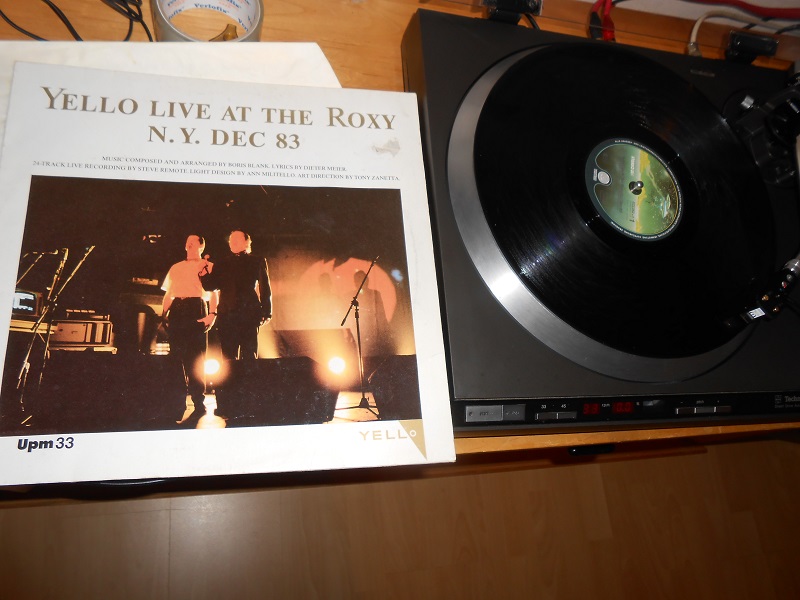 YELLO LIVE AT THE ROXY
N.Y. DEC 83
MUSIC COMPOSED AND ARRANGED BY BORIS BLANK. LYRICS BY DIETER MEIER.
24-TRACK LIVE RECORDING BY STEVE REMOTE. LIGHT DESIGN BY ANN MILITELLO. ART DIRECTION BY TONY ZANETTA.
Upm33
YELLO
33 45
Technics